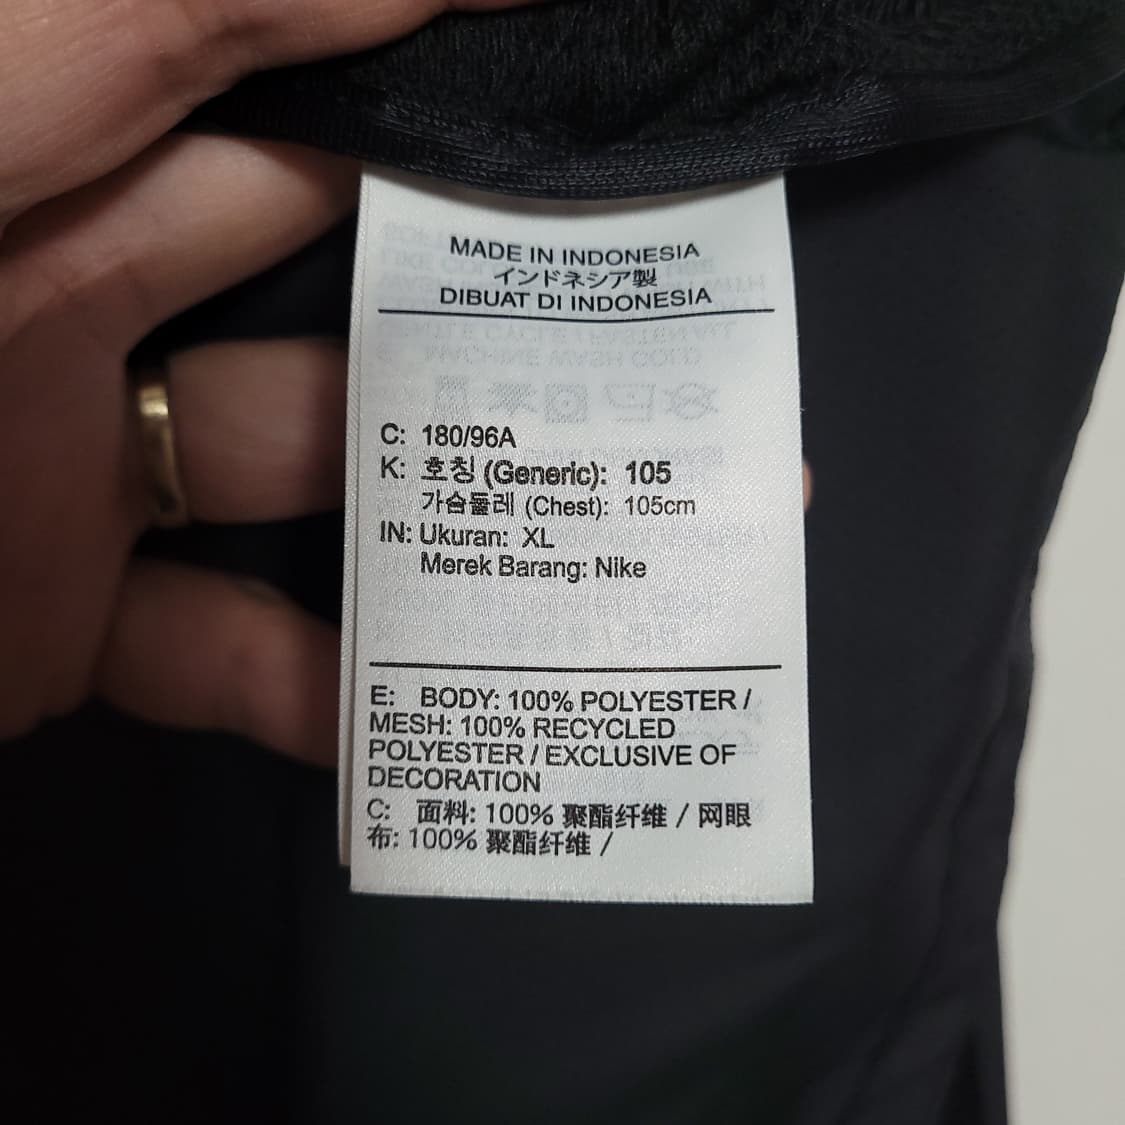 MADE IN INDONESIA
インドネシア製
DIBUAT DI INDONESIA
C: 180/96A
K: 호칭 (Generic): 105
가슴둘레 (Chest): 105cm
IN: Ukuran: XL
Merek Barang: Nike
E: BODY: 100% POLYESTER /
MESH: 100% RECYCLED
POLYESTER / EXCLUSIVE OF
DECORATION
C: 面料: 100% 聚酯纤维 / 网眼
布: 100% 聚酯纤维 /